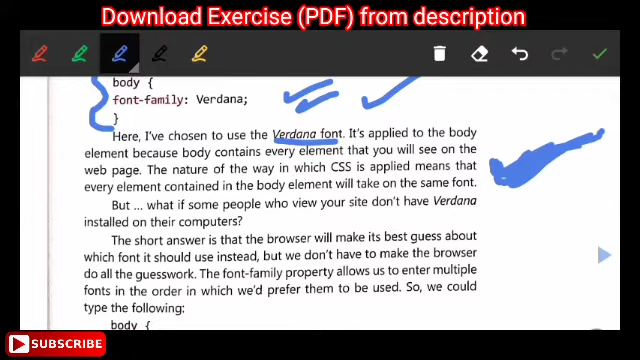 Download Exercise (PDF) from description
body {
font-family: Verdana;
}
Here, I've chosen to use the Verdana font. It's applied to the body
element because body contains every element that you will see on the
web page. The nature of the way in which CSS is applied means that
every element contained in the body element will take on the same font.
But ... what if some people who view your site don't have Verdana
installed on their computers?
The short answer is that the browser will make its best guess about
which font it should use instead, but we don't have to make the browser
do all the guesswork. The font-family property allows us to enter multiple
fonts in the order in which we'd prefer them to be used. So, we could
type the following:
body {
SUBSCRIBE